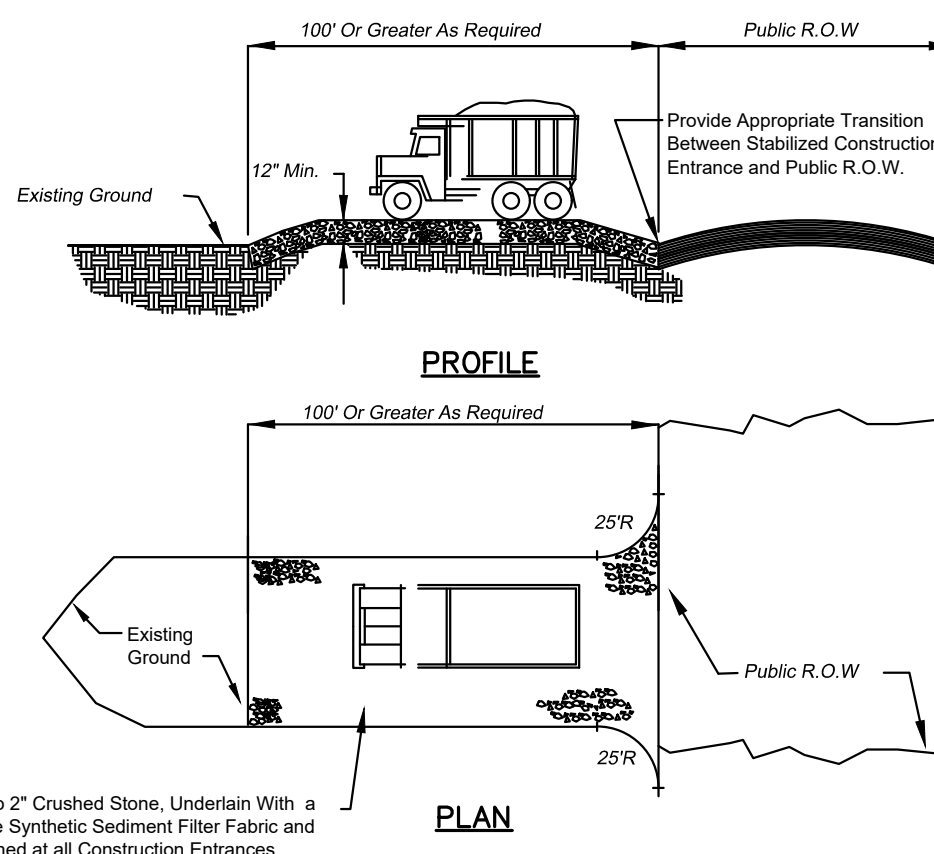 100' Or Greater As Required
Public R.O.W
Provide Appropriate Transition
Between Stabilized Construction
Entrance and Public R.O.W.
12" Min.
Existing Ground
PROFILE
100' Or Greater As Required
25'R
Existing
Ground
Public R.O.W
25'R
2" Crushed Stone, Underlain With a
Synthetic Sediment Filter Fabric and
at all Construction Entrances
PLAN